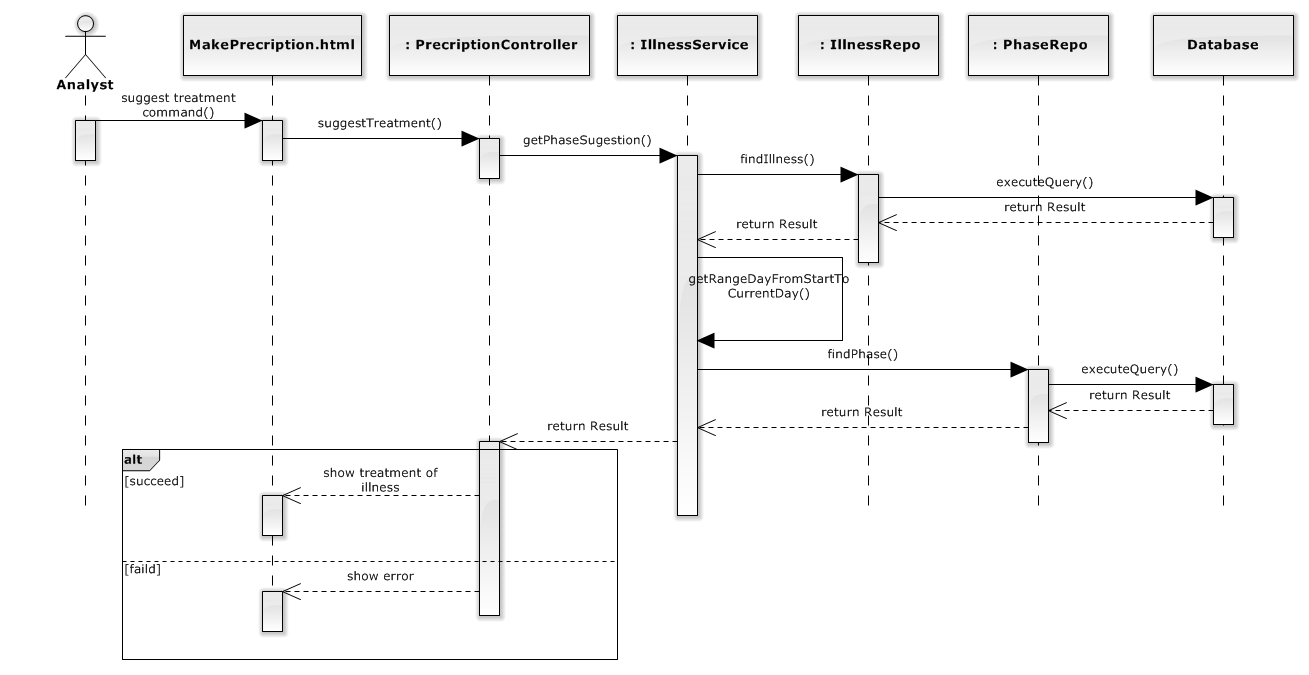 MakePrecription.html
: PrecriptionController
: IllnessService
: IllnessRepo
: PhaseRepo
Database
Analyst
suggest treatment
command()
suggestTreatment()
getPhaseSugestion()
findIllness()
executeQuery()
return Result
return Result
getRangeDayFromStartTo
CurrentDay()
findPhase()
executeQuery()
return Result
return Result
return Result
alt
[succeed]
show treatment of
illness
[faild]
show error